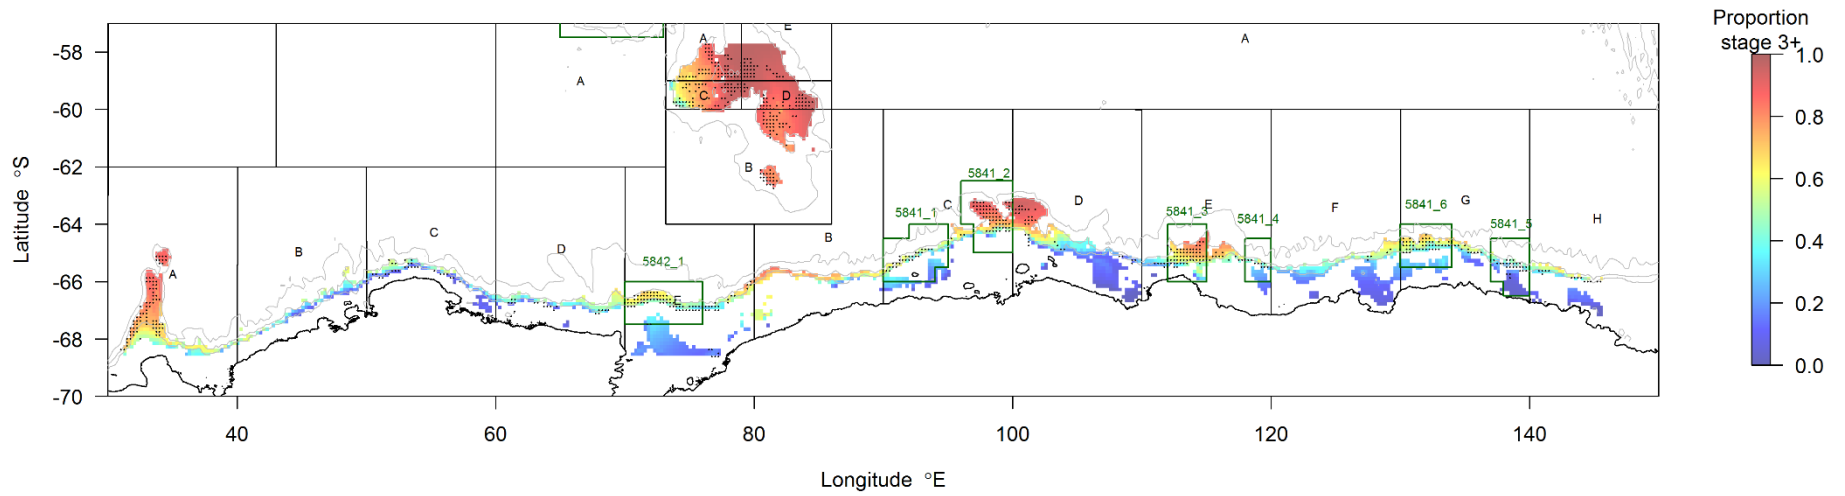 Proportion
stage 3+
Latitude °S
-58
-60
-62
-64
-66
-68
-70
A
A
E
A
C
D
B
A
A
B
C
D
5842_1
E
B
5841_1
C
5841_2
D
5841_3
E
5841_4
F
5841_6
G
5841_5
H
1.0
0.8
0.6
0.4
0.2
0.0
40
60
80
100
120
140
Longitude °E